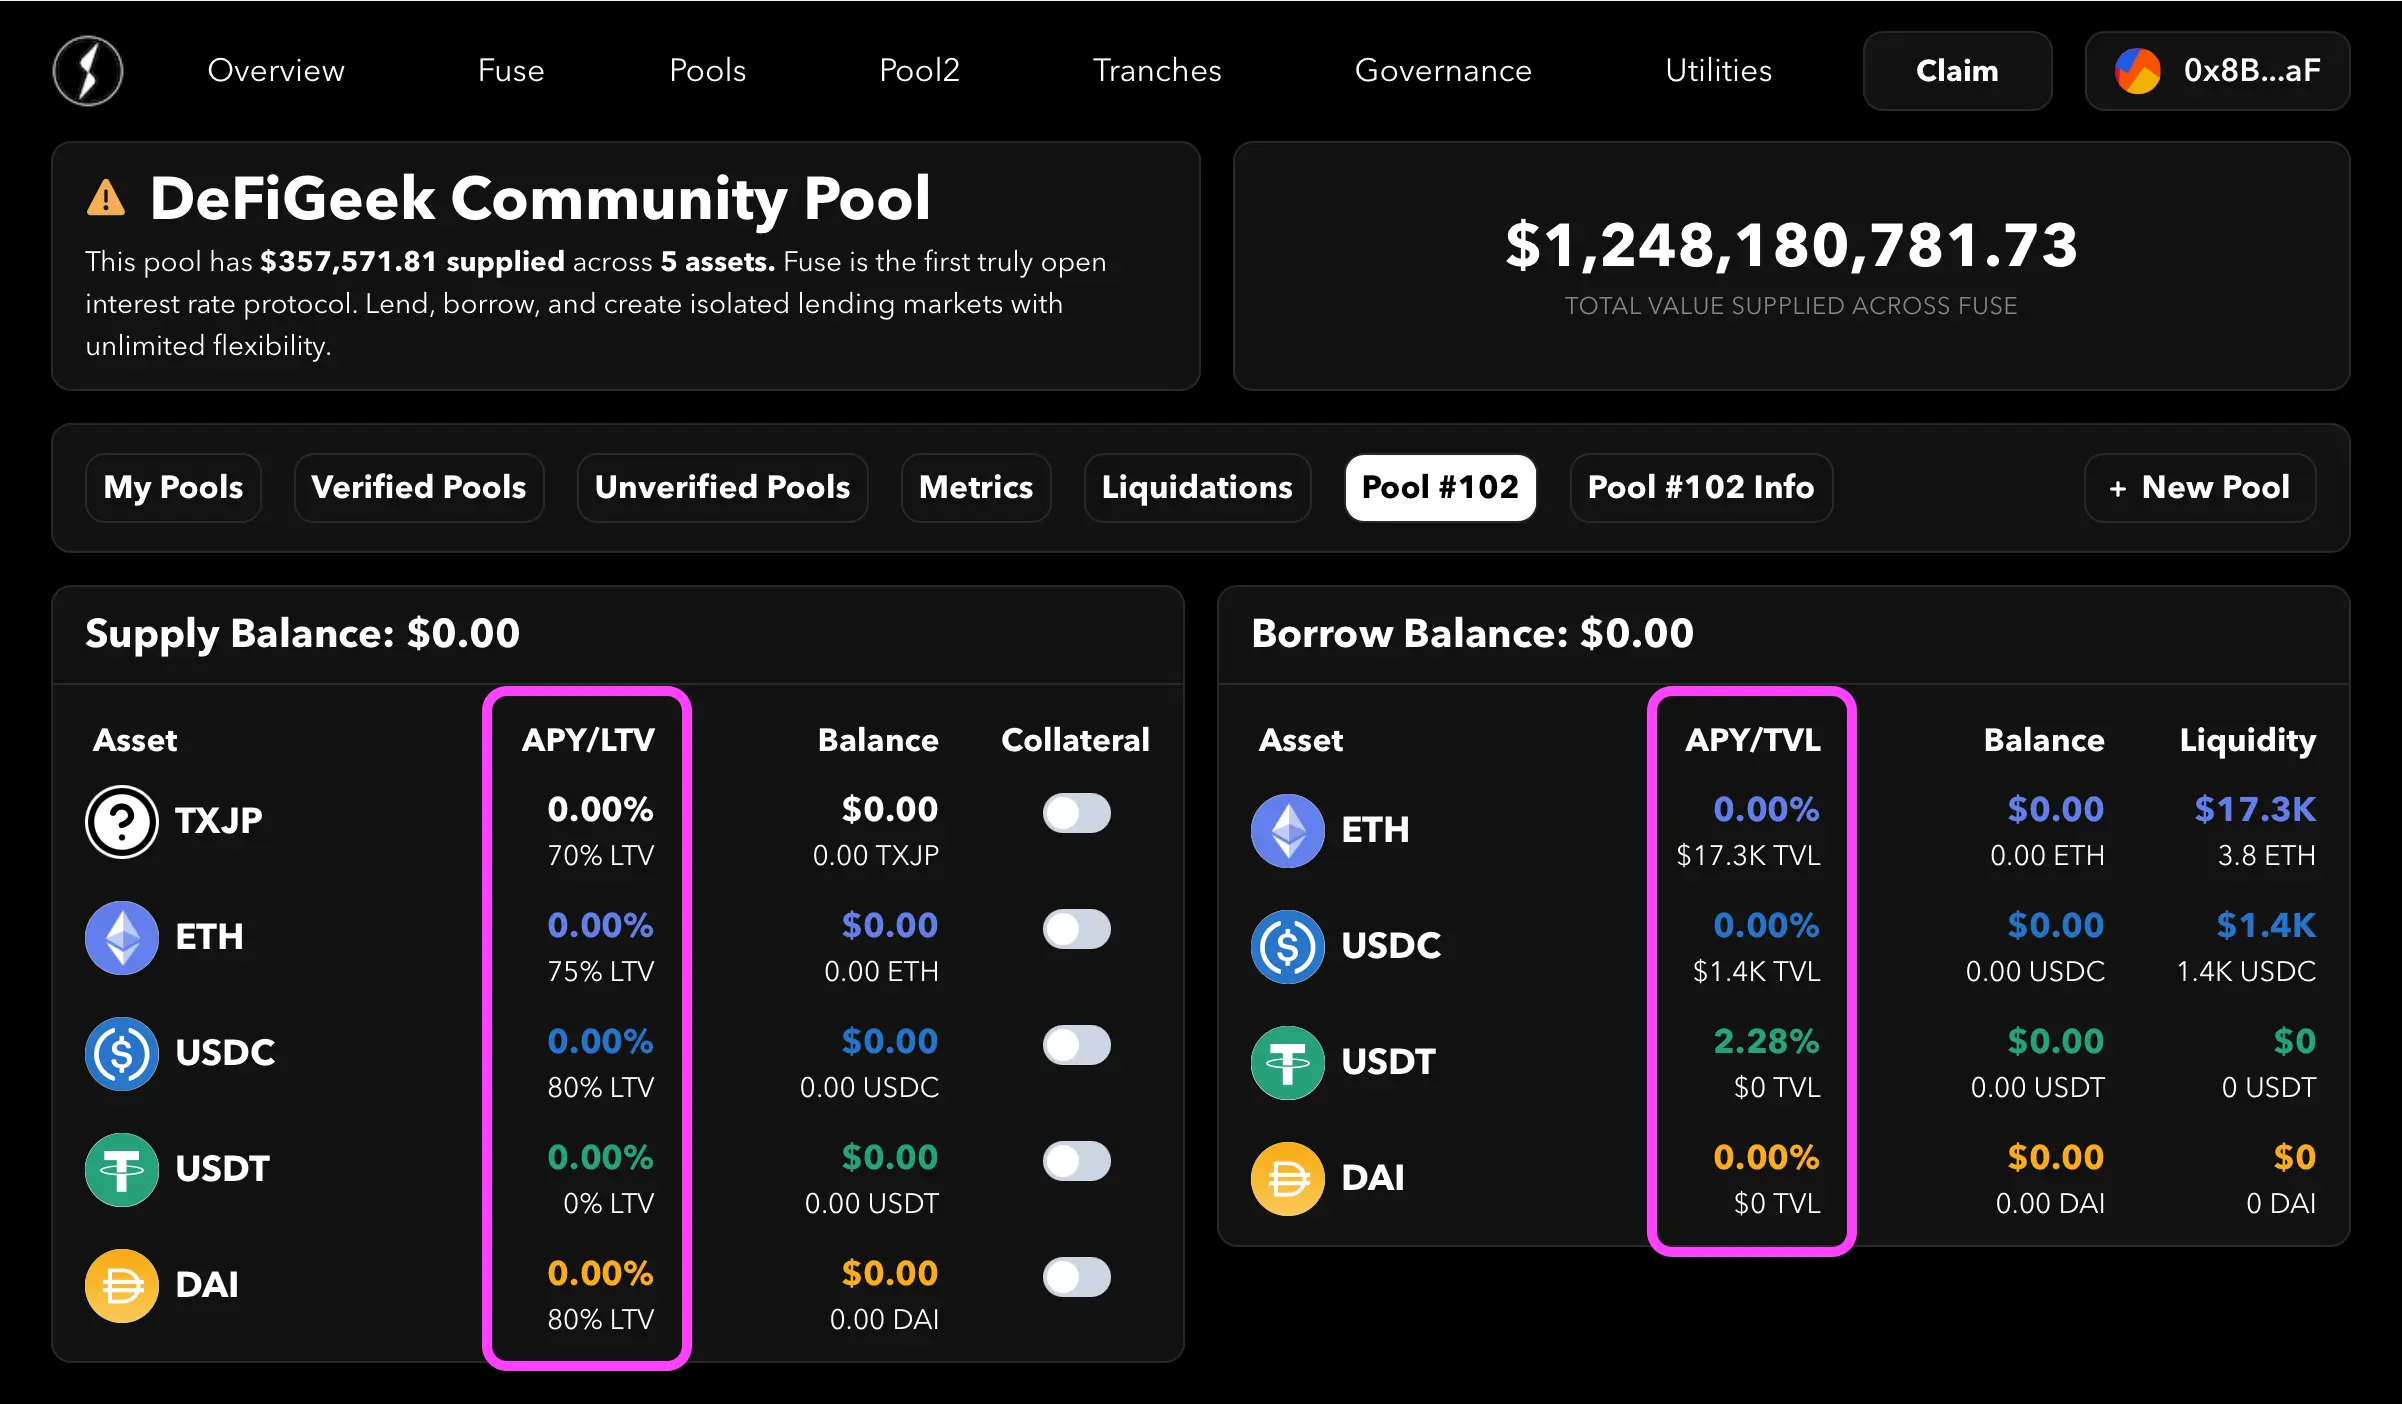 Overview Fuse Pools Pool2 Tranches Governance Utilities Claim 0x8B...aF
DeFiGeek Community Pool
This pool has $357,571.81 supplied across 5 assets. Fuse is the first truly open
interest rate protocol. Lend, borrow, and create isolated lending markets with
unlimited flexibility.
$1,248,180,781.73
TOTAL VALUE SUPPLIED ACROSS FUSE
My Pools Verified Pools Unverified Pools Metrics Liquidations Pool #102 Pool #102 Info + New Pool
Supply Balance: $0.00
Asset APY/LTV Balance Collateral
TXJP 0.00% $0.00
70% LTV 0.00 TXJP
ETH 0.00% $0.00
75% LTV 0.00 ETH
USDC 0.00% $0.00
80% LTV 0.00 USDC
USDT 0.00% $0.00
0% LTV 0.00 USDT
DAI 0.00% $0.00
80% LTV 0.00 DAI
Borrow Balance: $0.00
Asset APY/TVL Balance Liquidity
ETH 0.00% $0.00 $17.3K
$17.3K TVL 0.00 ETH 3.8 ETH
USDC 0.00% $0.00 $1.4K
$1.4K TVL 0.00 USDC 1.4K USDC
USDT 2.28% $0.00 $0
$0 TVL 0.00 USDT 0 USDT
DAI 0.00% $0.00 $0
$0 TVL 0.00 DAI 0 DAI